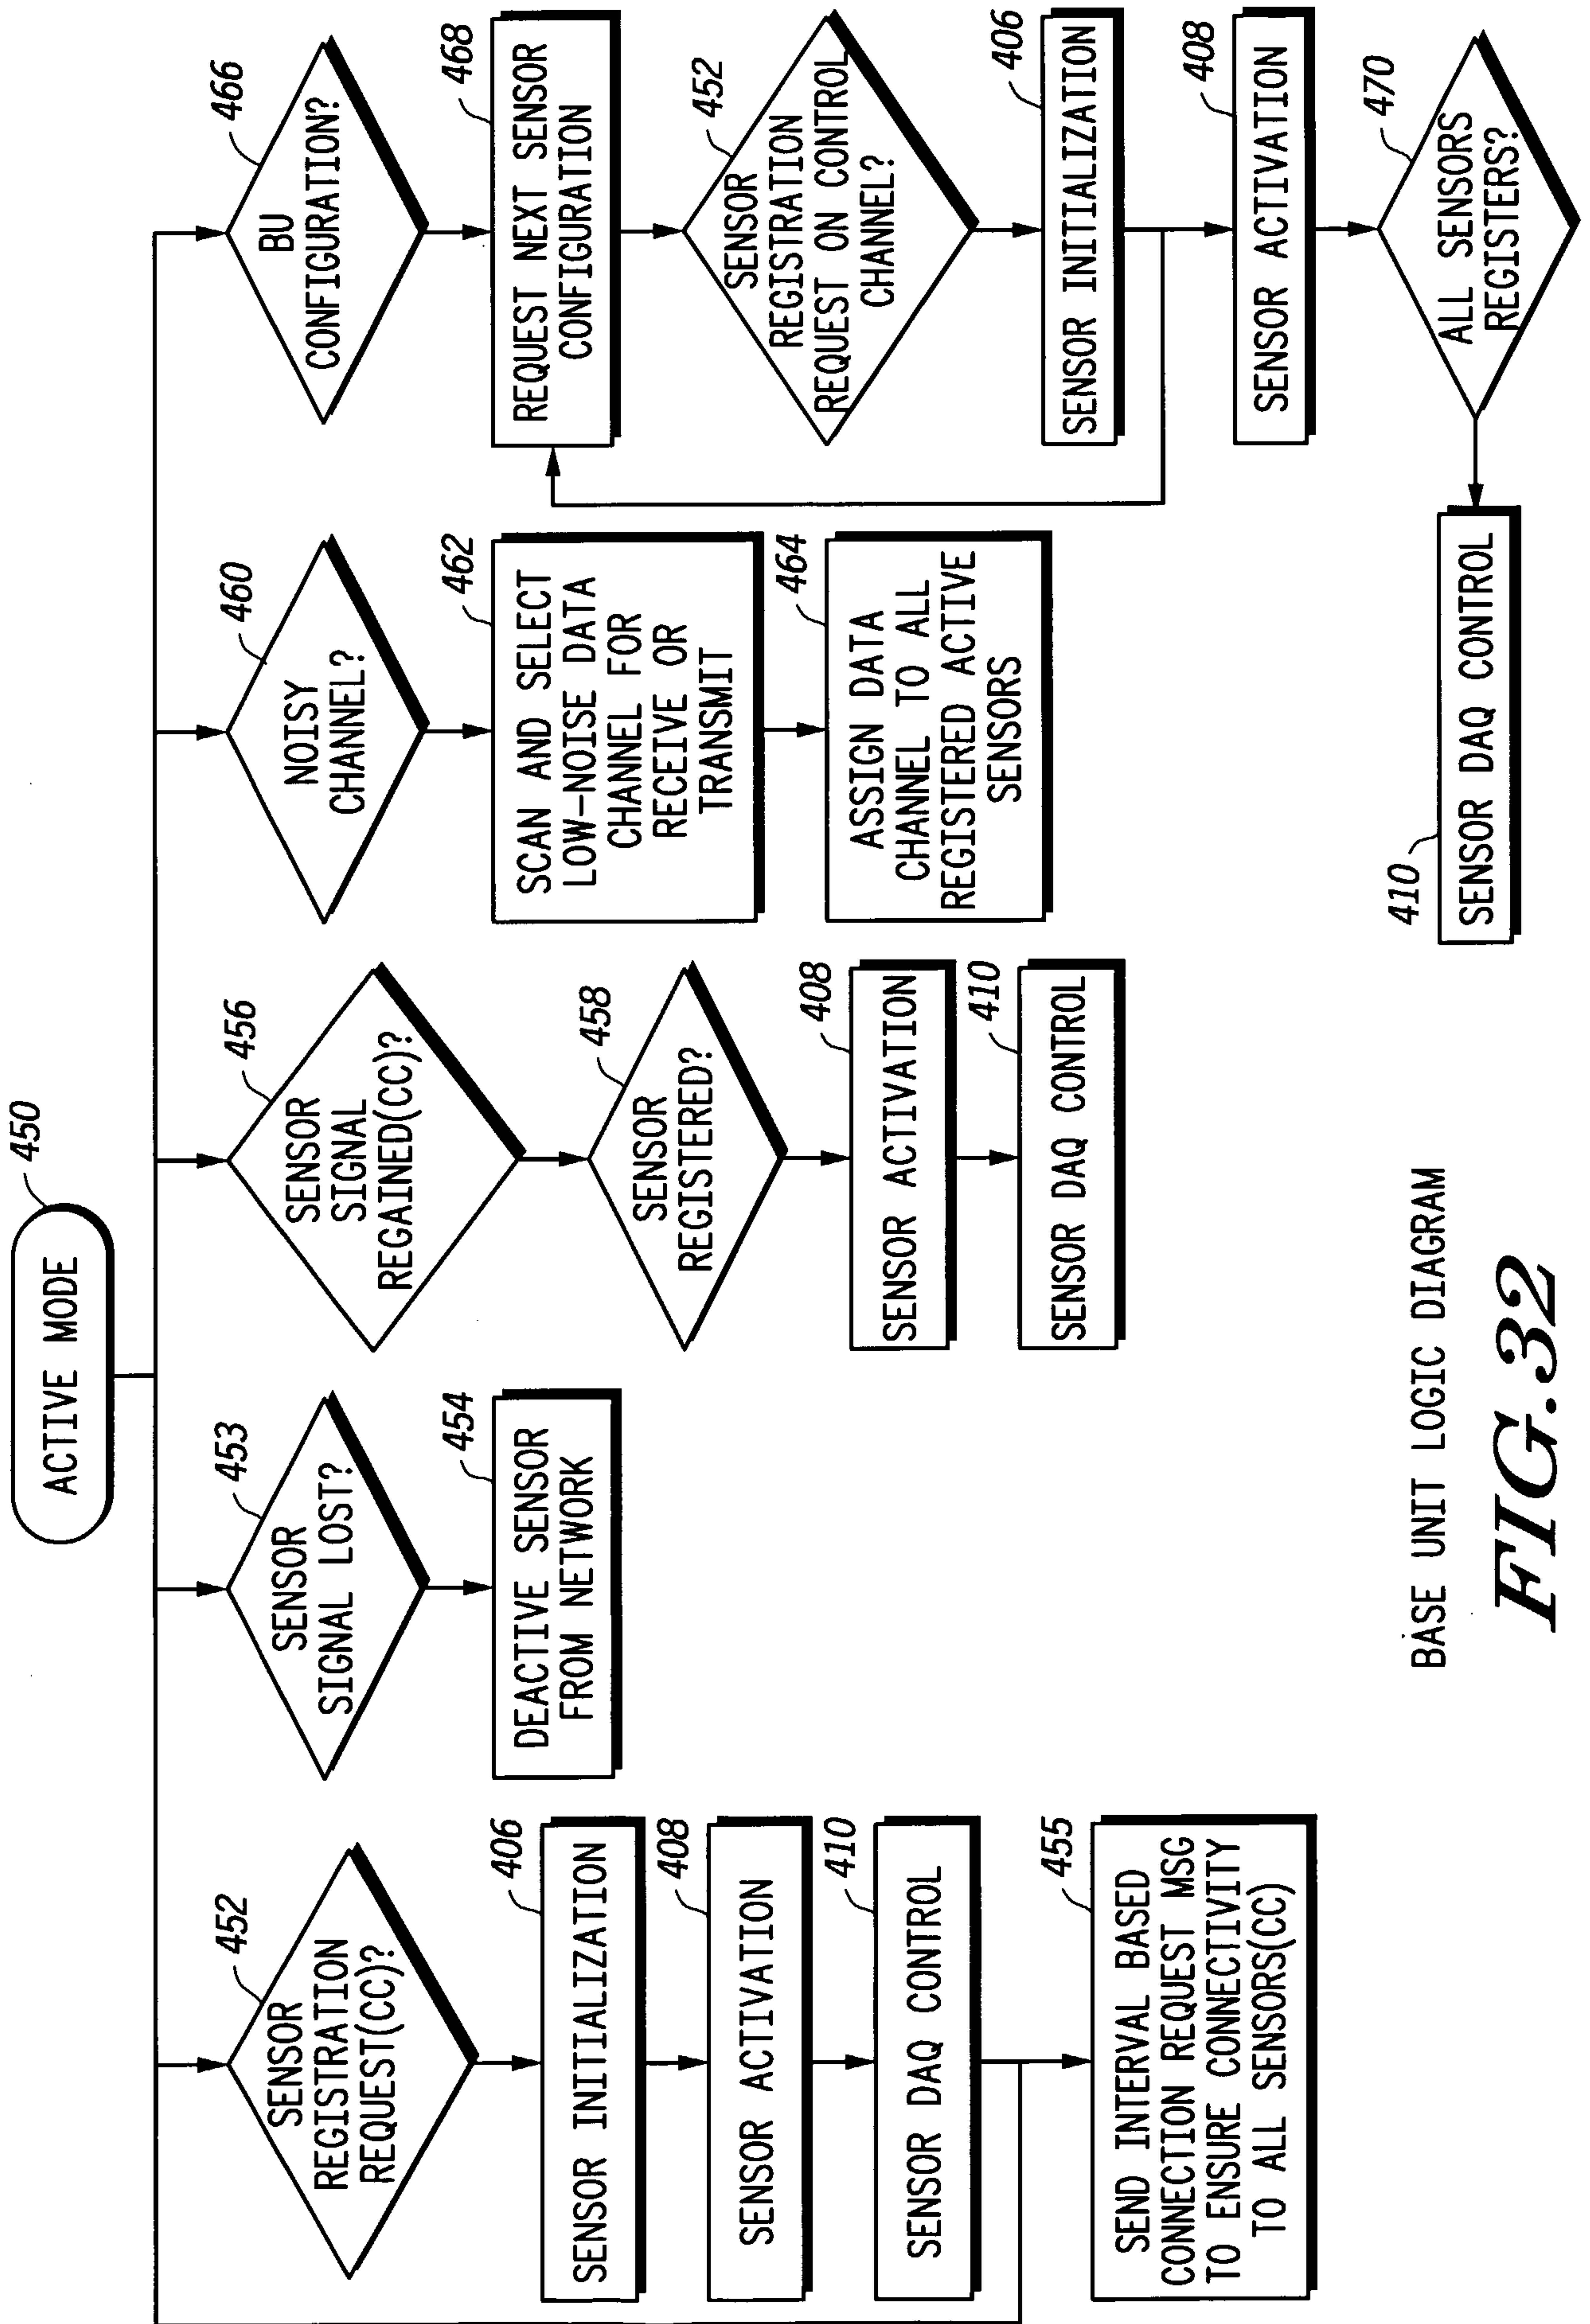 450
ACTIVE MODE
452
SENSOR
REGISTRATION
REQUEST(CC)?
406
SENSOR INITIALIZATION
408
SENSOR ACTIVATION
410
SENSOR DAQ CONTROL
455
SEND INTERVAL BASED
CONNECTION REQUEST MSG
TO ENSURE CONNECTIVITY
TO ALL SENSORS(CC)
453
SENSOR
SIGNAL LOST?
454
DEACTIVE SENSOR
FROM NETWORK
456
SENSOR
SIGNAL
REGAINED(CC)?
458
SENSOR
REGISTERED?
408
SENSOR ACTIVATION
410
SENSOR DAQ CONTROL
460
NOISY
CHANNEL?
462
SCAN AND SELECT
LOW-NOISE DATA
CHANNEL FOR
RECEIVE OR
TRANSMIT
464
ASSIGN DATA
CHANNEL TO ALL
REGISTERED ACTIVE
SENSORS
466
BU
CONFIGURATION?
468
REQUEST NEXT SENSOR
CONFIGURATION
452
SENSOR
REGISTRATION
REQUEST ON CONTROL
CHANNEL?
406
SENSOR INITIALIZATION
408
SENSOR ACTIVATION
470
ALL SENSORS
REGISTERS?
410
SENSOR DAQ CONTROL
BASE UNIT LOGIC DIAGRAM
FIG.32